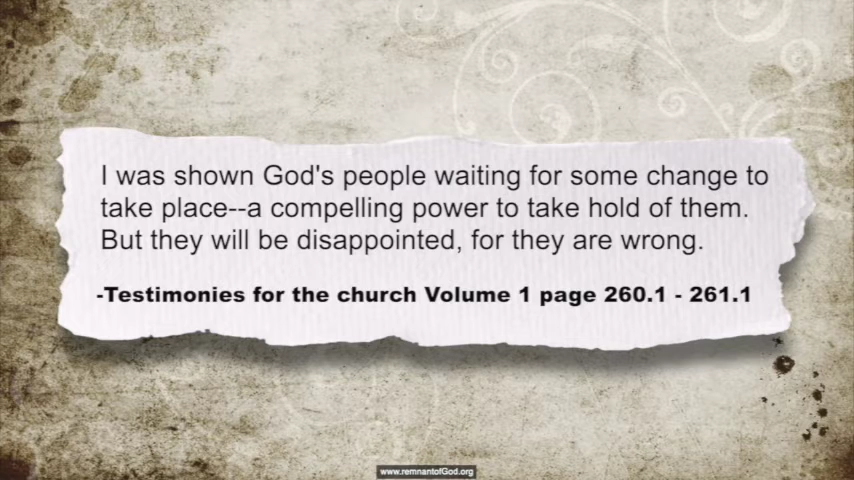 I was shown God's people waiting for some change to
take place--a compelling power to take hold of them.
But they will be disappointed, for they are wrong.
-Testimonies for the church Volume 1 page 260.1 - 261.1
www.remnantofGod.org